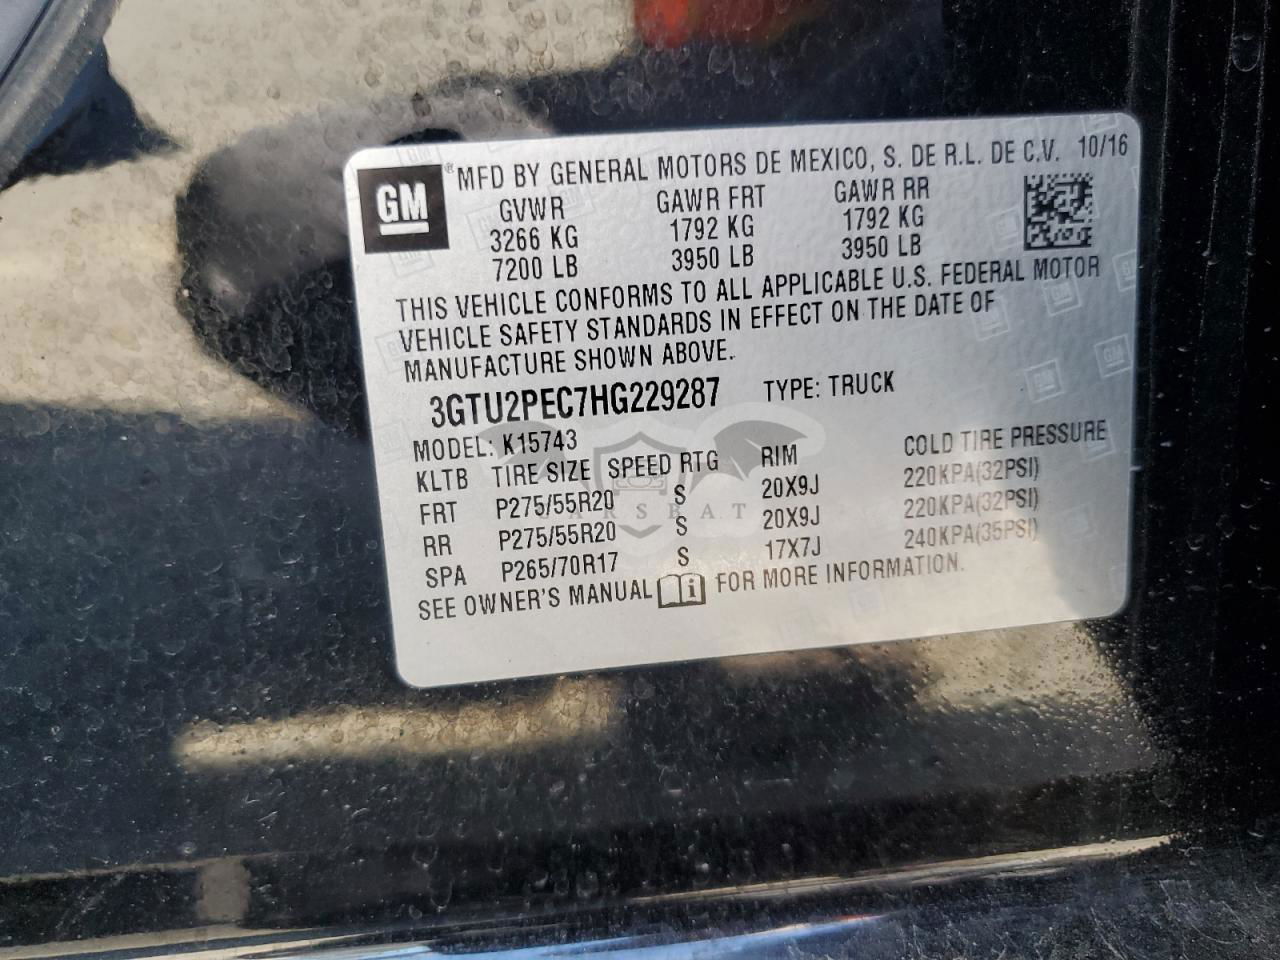 GM
® MFD BY GENERAL MOTORS DE MEXICO, S. DE R.L. DE C.V. 10/16
GVWR GAWR FRT GAWR RR
3266 KG 1792 KG 1792 KG
7200 LB 3950 LB 3950 LB
THIS VEHICLE CONFORMS TO ALL APPLICABLE U.S. FEDERAL MOTOR
VEHICLE SAFETY STANDARDS IN EFFECT ON THE DATE OF
MANUFACTURE SHOWN ABOVE.
3GTU2PEC7HG229287 TYPE: TRUCK
MODEL: K15743
KLTB TIRE SIZE SPEED RTG RIM COLD TIRE PRESSURE
FRT P275/55R20 S 20X9J 220KPA(32PSI)
RR P275/55R20 S 20X9J 220KPA(32PSI)
SPA P265/70R17 S 17X7J 240KPA(35PSI)
SEE OWNER'S MANUAL i FOR MORE INFORMATION.